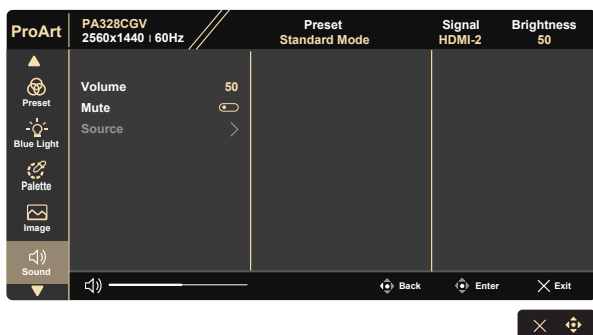 ProArt
PA328CGV
2560x1440 | 60Hz
Preset
Standard Mode
Signal
HDMI-2
Brightness
50
Preset
Blue Light
Palette
Image
Sound
Volume 50
Mute
Source
Back Enter Exit